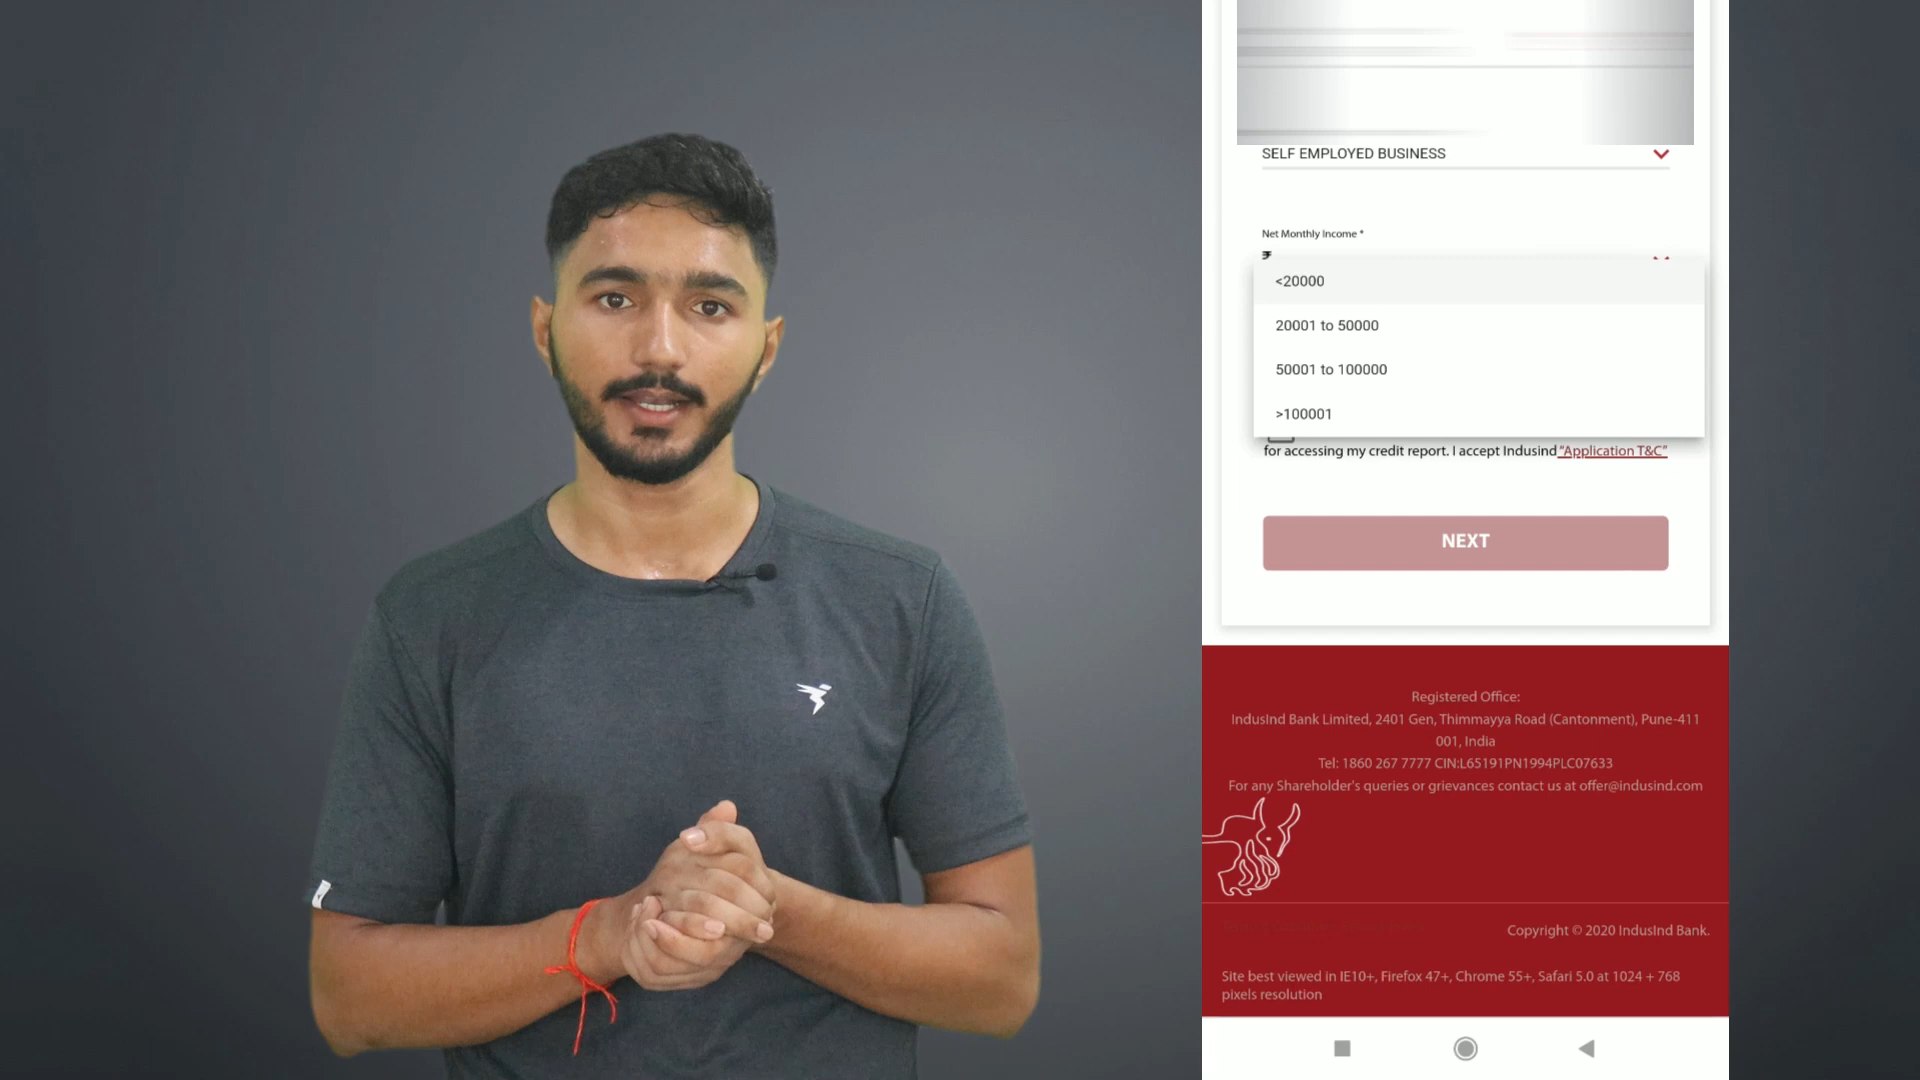 SELF EMPLOYED BUSINESS
Net Monthly Income *
₹
<20000
20001 to 50000
50001 to 100000
>100001
for accessing my credit report. I accept Indusind "Application T&C"
NEXT
Registered Office:
IndusInd Bank Limited, 2401 Gen, Thimmayya Road (Cantonment), Pune-411
001, India
Tel: 1860 267 7777 CIN:L65191PN1994PLC07633
For any Shareholder's queries or grievances contact us at offer@indusind.com
Copyright © 2020 IndusInd Bank.
Site best viewed in IE10+, Firefox 47+, Chrome 55+, Safari 5.0 at 1024 + 768
pixels resolution